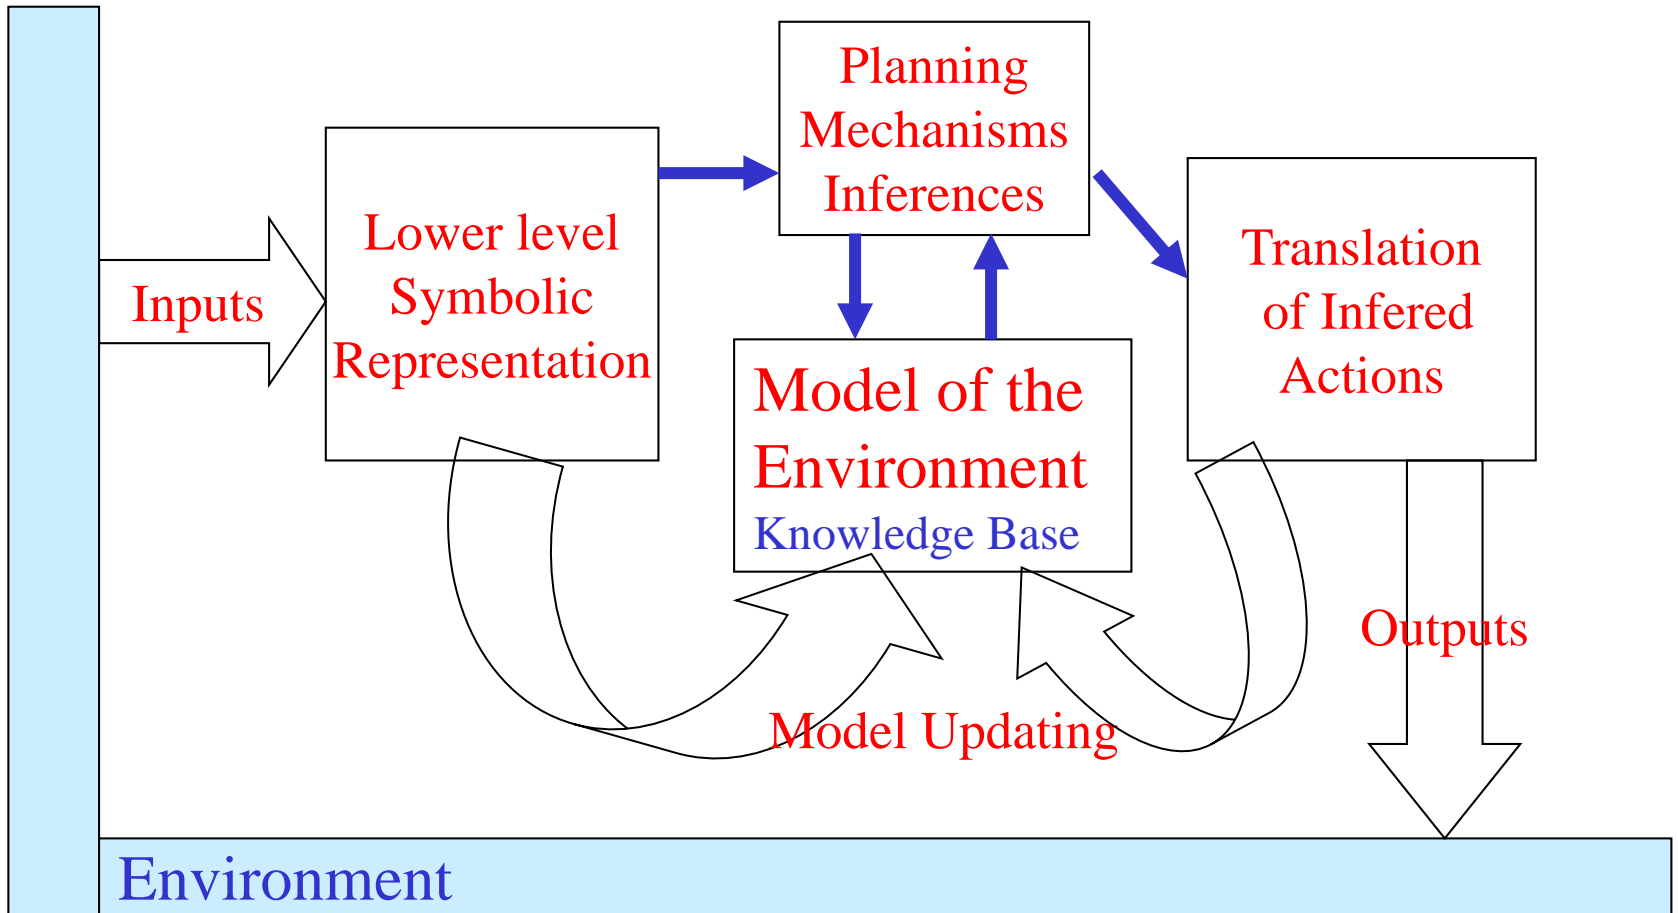 Inputs
Lower level
Symbolic
Representation
Planning
Mechanisms
Inferences
Model of the
Environment
Knowledge Base
Translation
of Infered
Actions
Model Updating
Outputs
Environment